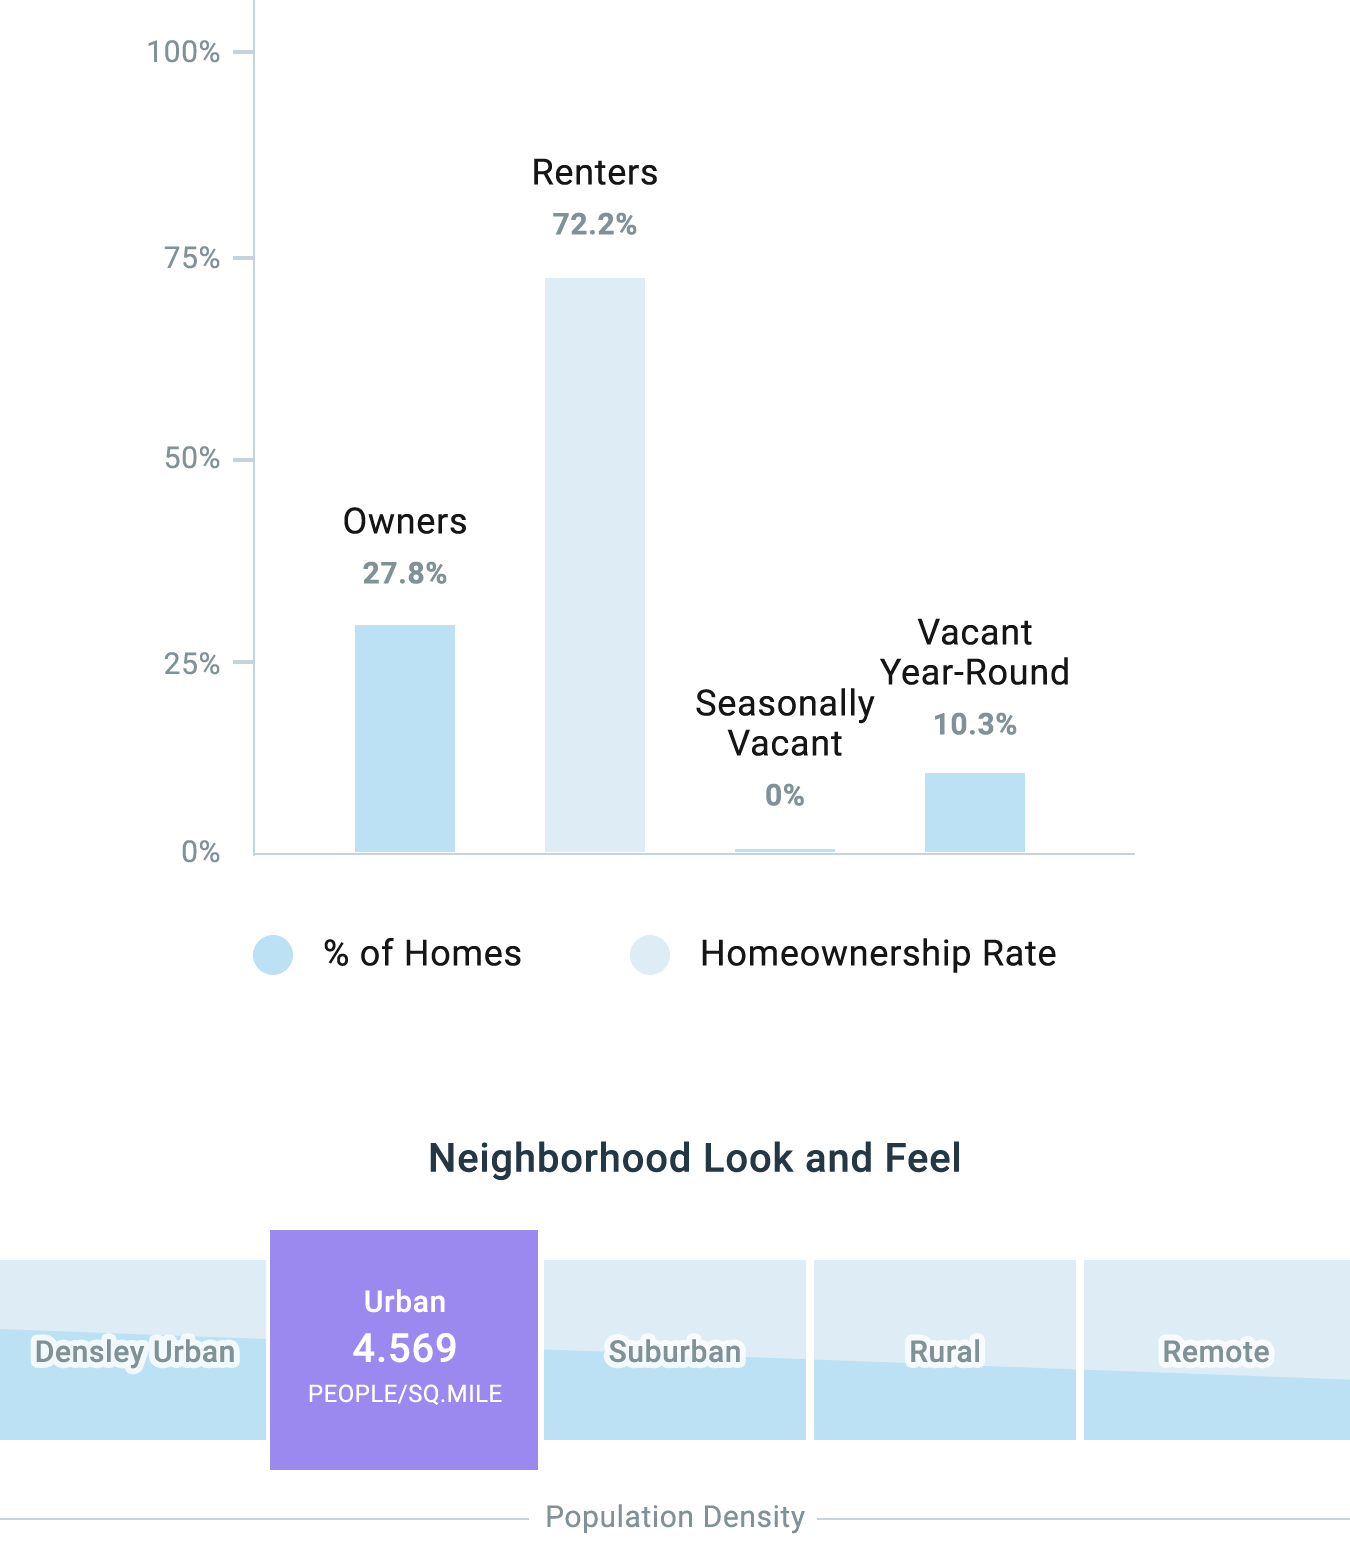 100%
75%
50%
25%
0%
Renters
72.2%
Owners
27.8%
Seasonally
Vacant
0%
Vacant
Year-Round
10.3%
% of Homes
Homeownership Rate
Neighborhood Look and Feel
Densley Urban
Urban
4.569
PEOPLE/SQ.MILE
Suburban
Rural
Remote
Population Density